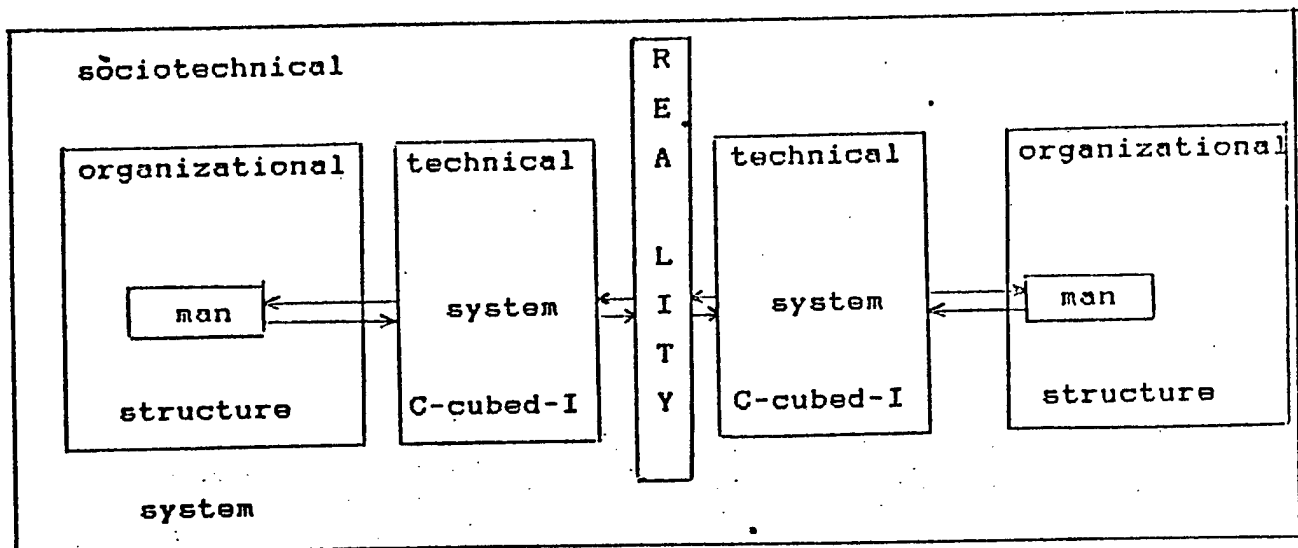 sociotechnical
organizational
man
structure
technical
system
C-cubed-I
R
E
A
L
I
T
Y
technical
system
C-cubed-I
organizational
man
structure
system